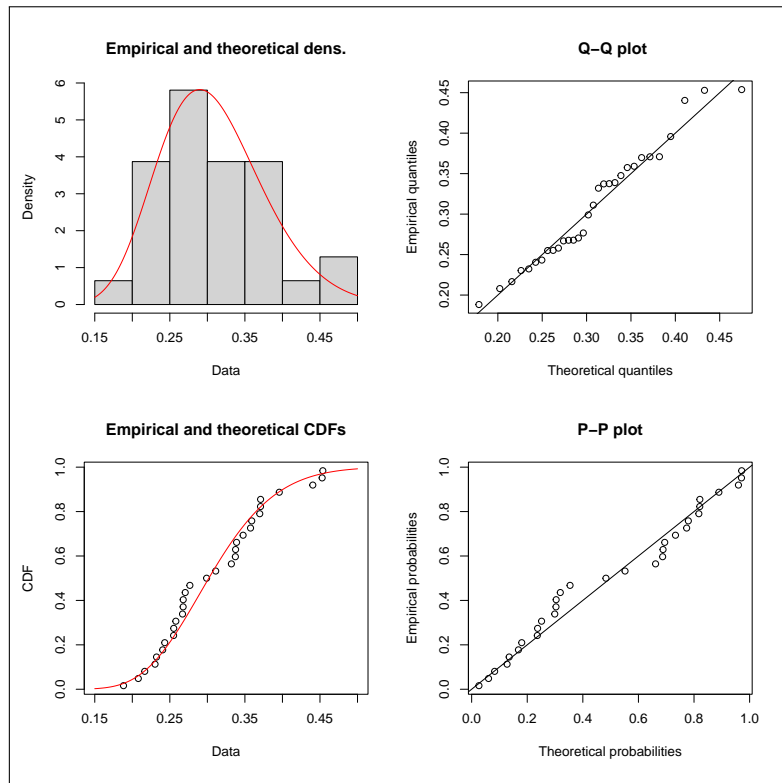 Empirical and theoretical dens.
Density
0 1 2 3 4 5 6
0.15 0.25 0.35 0.45
Data
Q−Q plot
Empirical quantiles
0.20 0.25 0.35 0.45
0.20 0.25 0.30 0.35 0.40 0.45
Theoretical quantiles
Empirical and theoretical CDFs
CDF
0.0 0.2 0.4 0.6 0.8 1.0
0.15 0.25 0.35 0.45
Data
P−P plot
Empirical probabilities
0.0 0.2 0.4 0.6 0.8 1.0
0.0 0.2 0.4 0.6 0.8 1.0
Theoretical probabilities